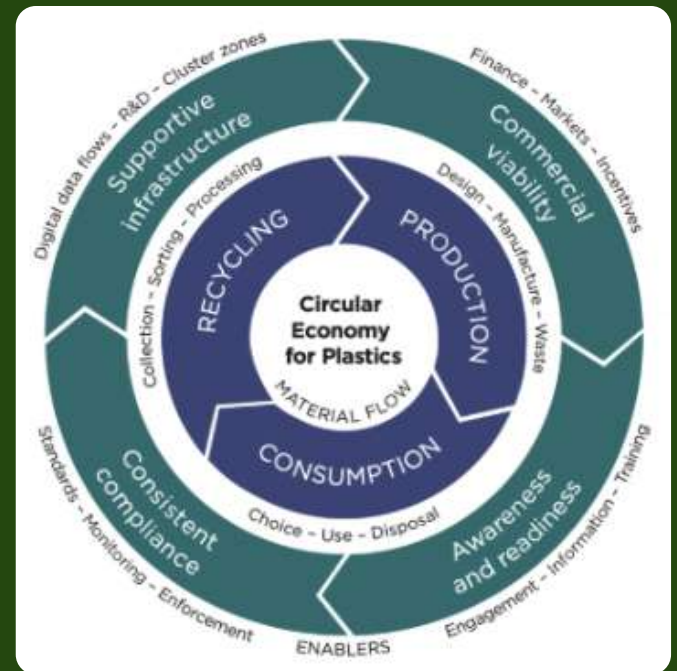 Digital data flows – R&D – Cluster zones
Finance – Markets – Incentives
Supportive
infrastructure
Commercial
viability
Collection – Sorting – Processing
Design – Manufacture – Waste
RECYCLING
PRODUCTION
Circular
Economy
for Plastics
MATERIAL FLOW
CONSUMPTION
Choice – Use – Disposal
Consistent
compliance
Awareness
and readiness
Standards – Monitoring – Enforcement
Engagement – Information – Training
ENABLERS